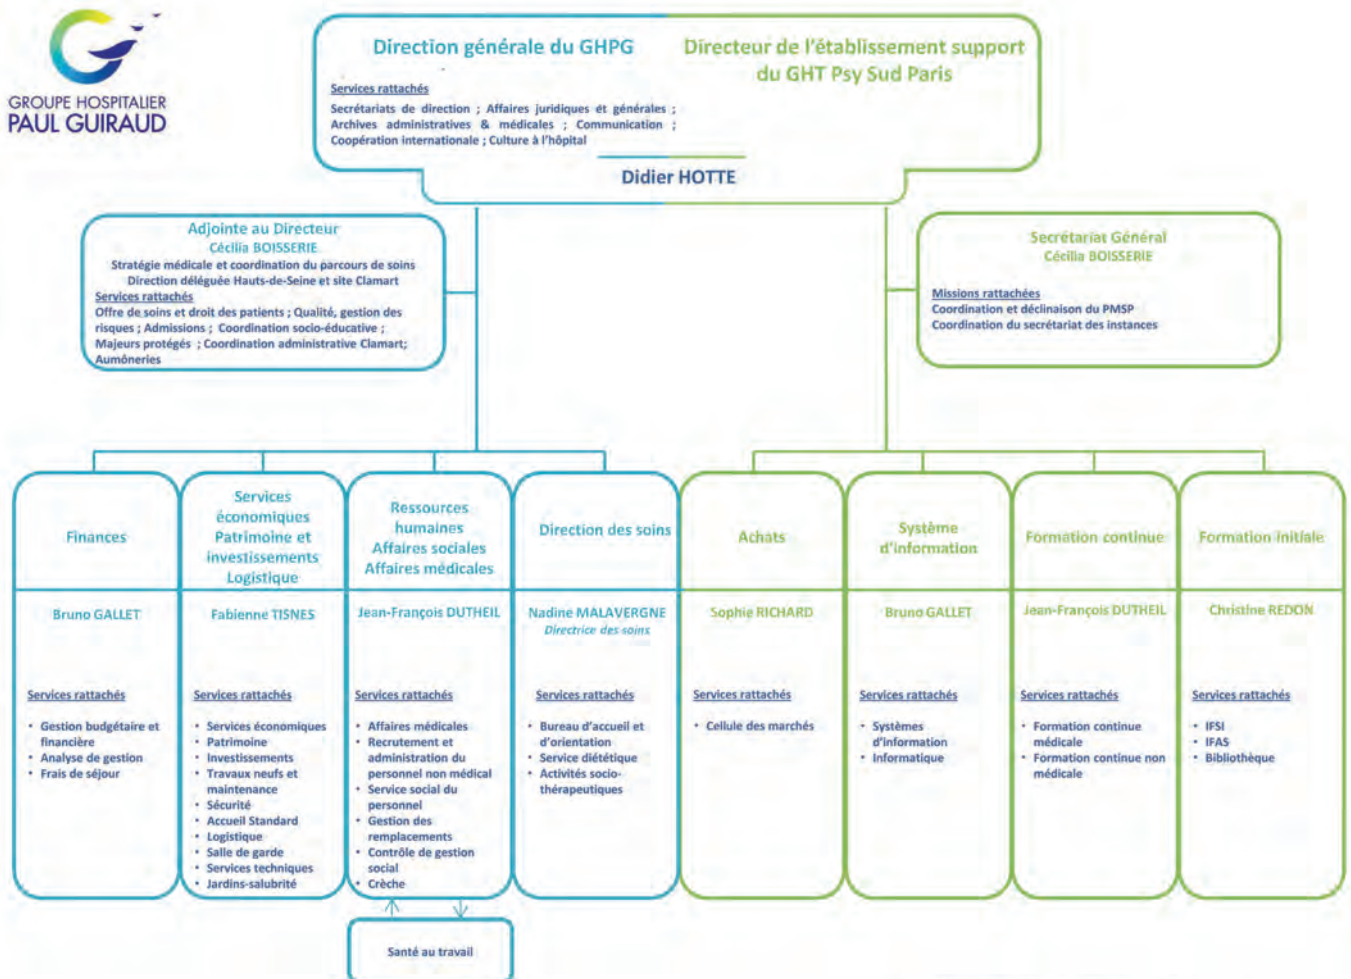 GROUPE HOSPITALIER
PAUL GUIRAUD
Direction générale du GHPG
Services rattachés
Secrétariats de direction ; Affaires juridiques et générales ;
Archives administratives & médicales ; Communication ;
Coopération internationale ; Culture à l'hôpital
Directeur de l'établissement support
du GHT Psy Sud Paris
Didier HOTTE
Adjointe au Directeur
Cécilia BOISSERIE
Stratégie médicale et coordination du parcours de soins
Direction déléguée Hauts-de-Seine et site Clamart
Services rattachés
Offre de soins et droit des patients ; Qualité, gestion des
risques ; Admissions ; Coordination socio-éducative ;
Majeurs protégés ; Coordination administrative Clamart;
Aumôneries
Secrétariat Général
Cécilia BOISSERIE
Missions rattachées
Coordination et déclinaison du PMSP
Coordination du secrétariat des instances
Finances
Bruno GALLET
Services rattachés
• Gestion budgétaire et
financière
• Analyse de gestion
• Frais de séjour
Services
économiques
Patrimoine et
investissements
Logistique
Fabienne TISNES
Services rattachés
• Services économiques
• Patrimoine
• Investissements
• Travaux neufs et
maintenance
• Sécurité
• Accueil Standard
• Logistique
• Salle de garde
• Services techniques
• Jardins-salubrité
Ressources
humaines
Affaires sociales
Affaires médicales
Jean-François DUTHEIL
Services rattachés
• Affaires médicales
• Recrutement et
administration du
personnel non médical
• Service social du
personnel
• Gestion des
remplacements
• Contrôle de gestion
social
• Crèche
Santé au travail
Direction des soins
Nadine MALAVERGNE
Directrice des soins
Services rattachés
• Bureau d'accueil et
d'orientation
• Service diététique
• Activités socio-
thérapeutiques
Achats
Sophie RICHARD
Services rattachés
• Cellule des marchés
Système
d'information
Bruno GALLET
Services rattachés
• Systèmes
d'information
• Informatique
Formation continue
Jean-François DUTHEIL
Services rattachés
• Formation continue
médicale
• Formation continue non
médicale
Formation initiale
Christine REDON
Services rattachés
• IFSI
• IFAS
• Bibliothèque